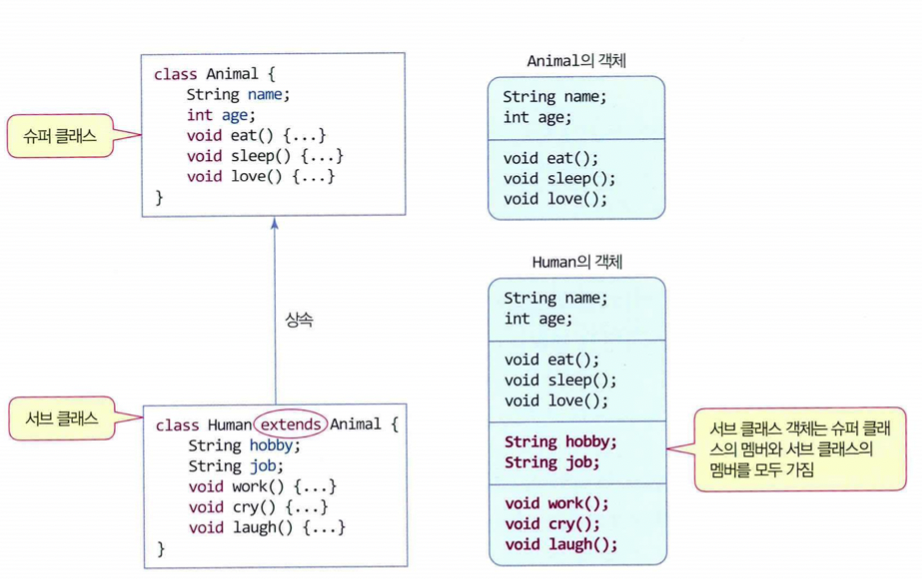 슈퍼 클래스
class Animal {
String name;
int age;
void eat() {...}
void sleep() {...}
void love() {...}
}
상속
서브 클래스
class Human extends Animal {
String hobby;
String job;
void work() {...}
void cry() {...}
void laugh() {...}
}
Animal의 객체
String name;
int age;
void eat();
void sleep();
void love();
Human의 객체
String name;
int age;
void eat();
void sleep();
void love();
String hobby;
String job;
void work();
void cry();
void laugh();
서브 클래스 객체는 슈퍼 클래
스의 멤버와 서브 클래스의
멤버를 모두 가짐